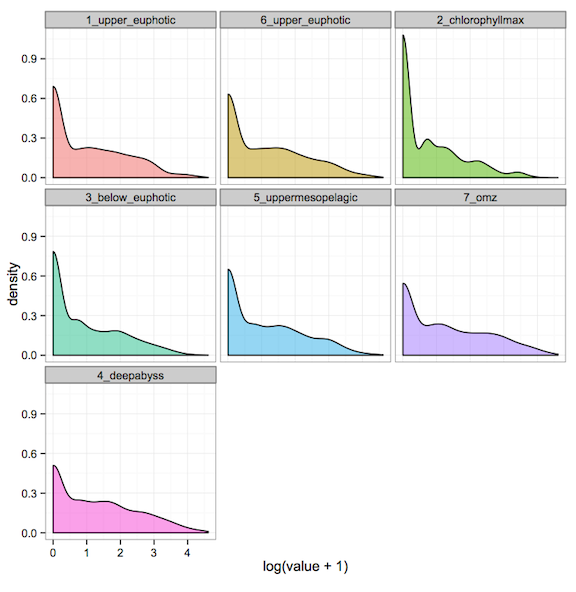 1_upper_euphotic
6_upper_euphotic
2_chlorophyllmax
0.9
0.6
0.3
0.0
3_below_euphotic
5_uppermesopelagic
7_omz
0.9
0.6
0.3
0.0
density
4_deepabyss
0.9
0.6
0.3
0.0
0 1 2 3 4
log(value + 1)